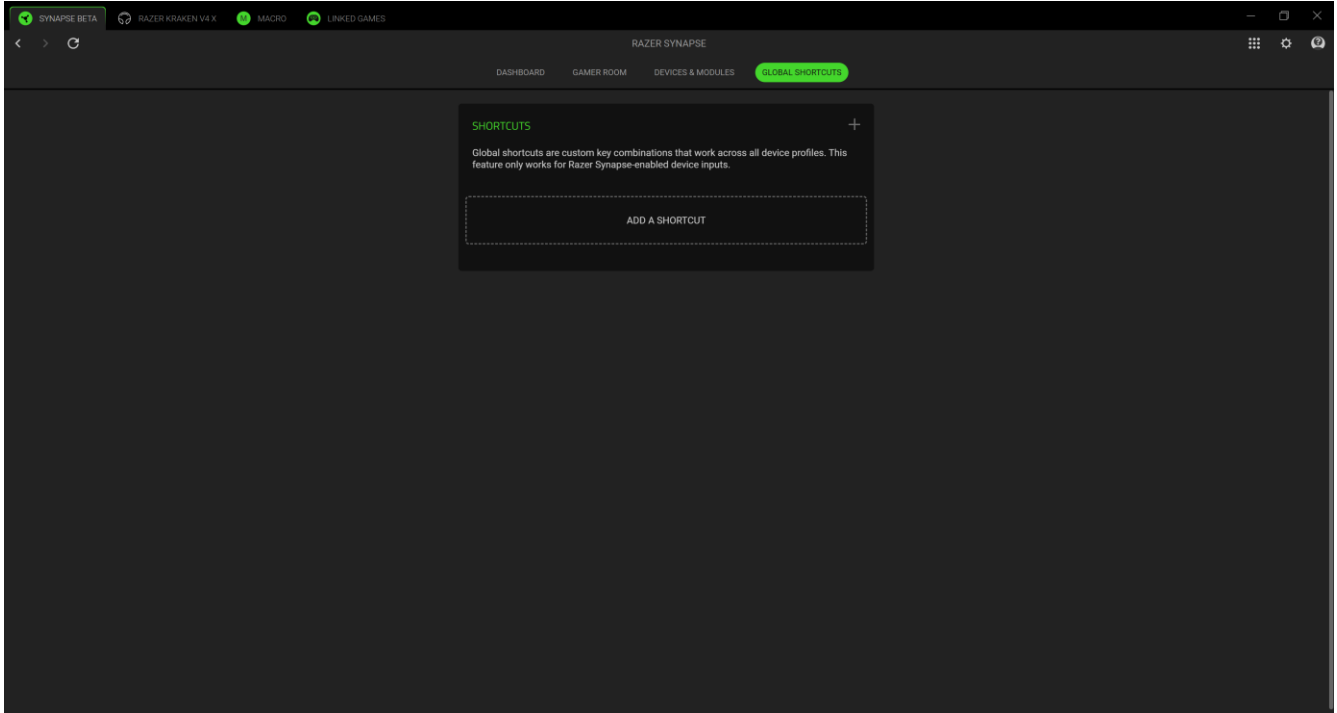 SYNAPSE BETA
RAZER KRAKEN V4 X
M MACRO
LINKED GAMES
RAZER SYNAPSE
DASHBOARD
GAMER ROOM
DEVICES & MODULES
GLOBAL SHORTCUTS
SHORTCUTS
Global shortcuts are custom key combinations that work across all device profiles. This
feature only works for Razer Synapse-enabled device inputs.
ADD A SHORTCUT